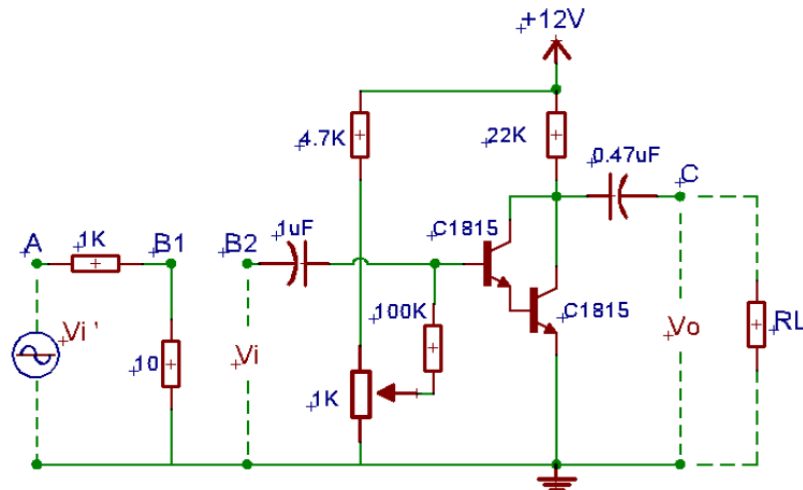 +12V
4.7K
22K
0.47uF
C
A
1K
B1
B2
1uF
C1815
100K
C1815
Vi '
10
Vi
1K
Vo
RL